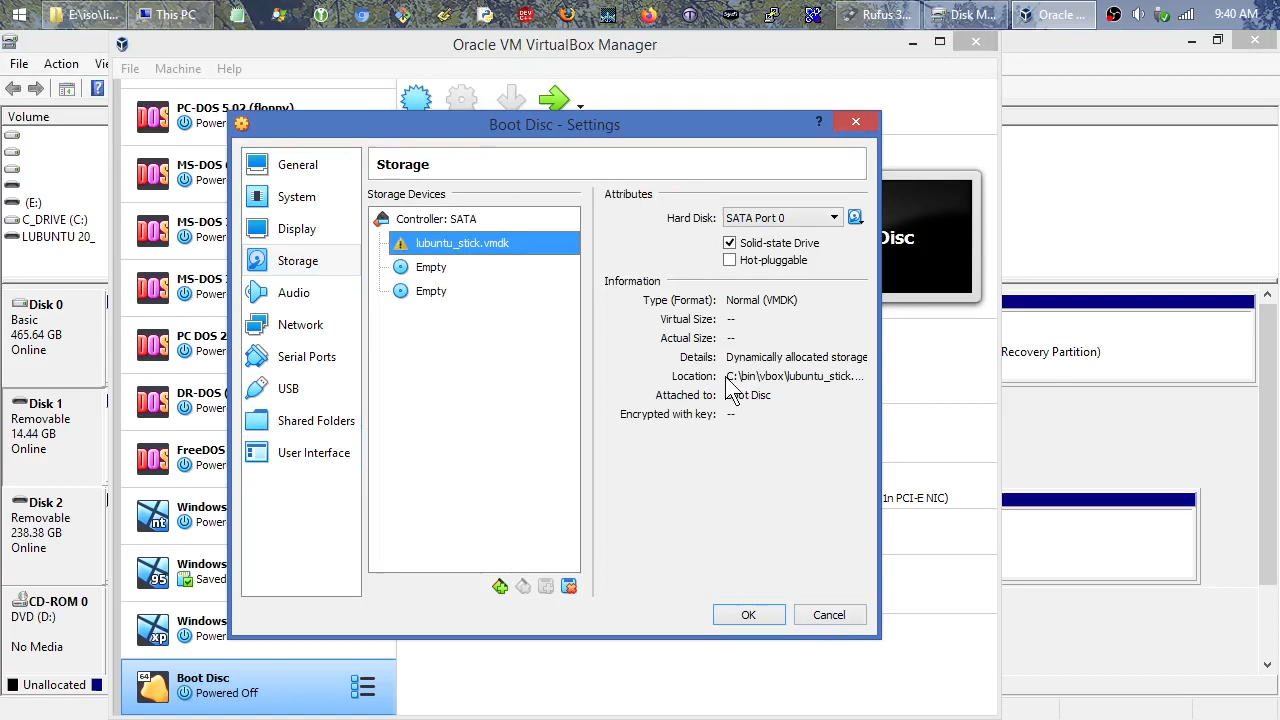 E:\iso\li...
This PC
Rufus 3...
Disk M...
Oracle ...
9:40 AM
Oracle VM VirtualBox Manager
File
Action
File
Machine
Help
Volume
(E:)
C_DRIVE (C:)
LUBUNTU 20_
Disk 0
Basic
465.64 GB
Online
Disk 1
Removable
14.44 GB
Online
Disk 2
Removable
238.38 GB
Online
CD-ROM 0
DVD (D:)
No Media
Unallocated
PC-DOS 5.02 (floppy)
Power
MS-DOS
Power
MS-DOS
Power
MS-DOS
Power
PC DOS 2
Power
DR-DOS (
Power
FreeDOS
Power
Windows
Power
Windows
Saved
Windows
Power
Boot Disc
Powered Off
Boot Disc - Settings
?
General
System
Display
Storage
Audio
Network
Serial Ports
USB
Shared Folders
User Interface
Storage
Storage Devices
Controller: SATA
lubuntu_stick.vmdk
Empty
Empty
Attributes
Hard Disk: SATA Port 0
Solid-state Drive
Hot-pluggable
Information
Type (Format): Normal (VMDK)
Virtual Size: --
Actual Size: --
Details: Dynamically allocated storage
Location: C:\bin\vbox\lubuntu_stick....
Attached to: Boot Disc
Encrypted with key: --
OK
Cancel
Disc
Recovery Partition)
1n PCI-E NIC)